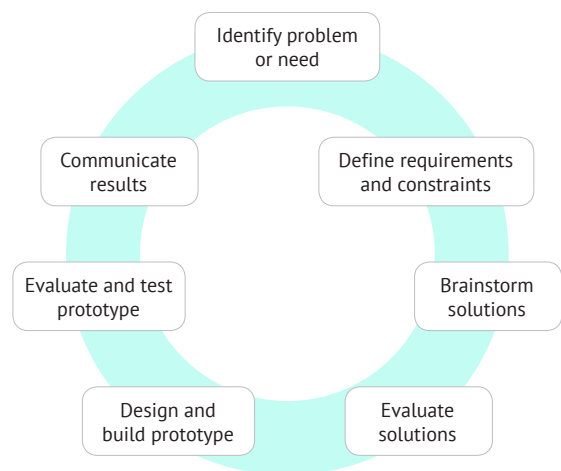 Identify problem
or need
Define requirements
and constraints
Brainstorm
solutions
Evaluate
solutions
Design and
build prototype
Evaluate and test
prototype
Communicate
results